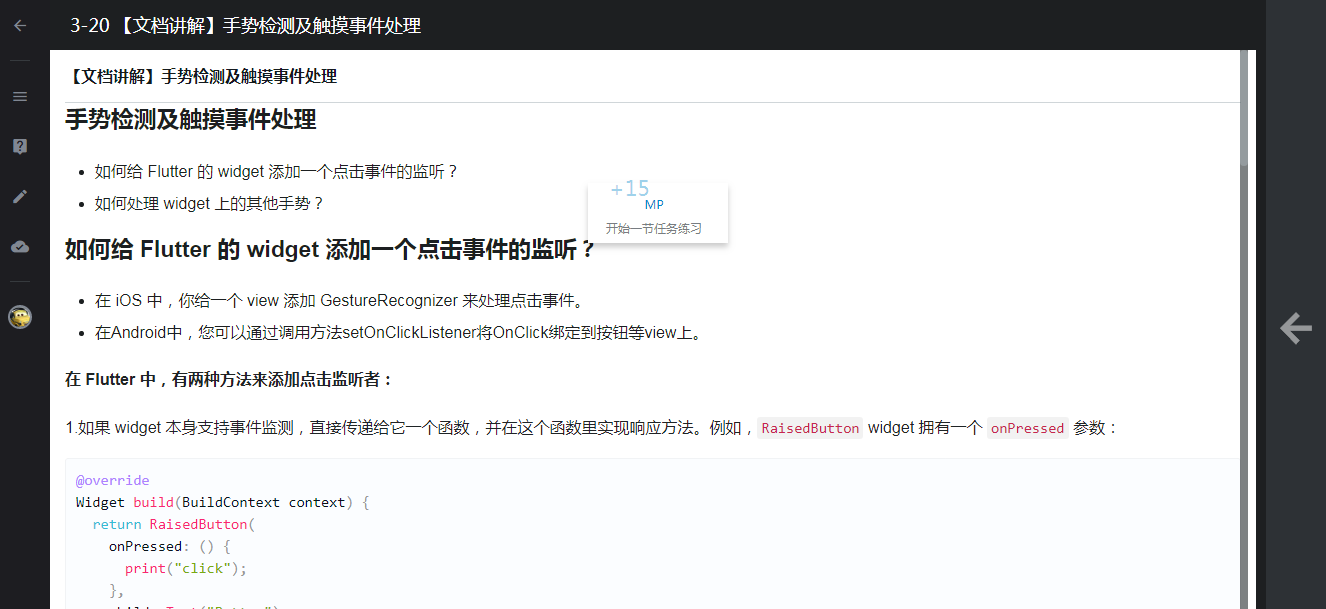 3-20 【文档讲解】手势检测及触摸事件处理
【文档讲解】手势检测及触摸事件处理
手势检测及触摸事件处理
如何给 Flutter 的 widget 添加一个点击事件的监听？
如何处理 widget 上的其他手势？
+15
MP
开始一节任务练习
如何给 Flutter 的 widget 添加一个点击事件的监听？
在 iOS 中，你给一个 view 添加 GestureRecognizer 来处理点击事件。
在Android中，您可以通过调用方法setOnClickListener将OnClick绑定到按钮等view上。
在 Flutter 中，有两种方法来添加点击监听者：
1.如果 widget 本身支持事件监测，直接传递给它一个函数，并在这个函数里实现响应方法。例如，RaisedButton widget 拥有一个 onPressed 参数：
@override
Widget build(BuildContext context) {
return RaisedButton(
onPressed: () {
print("click");
},